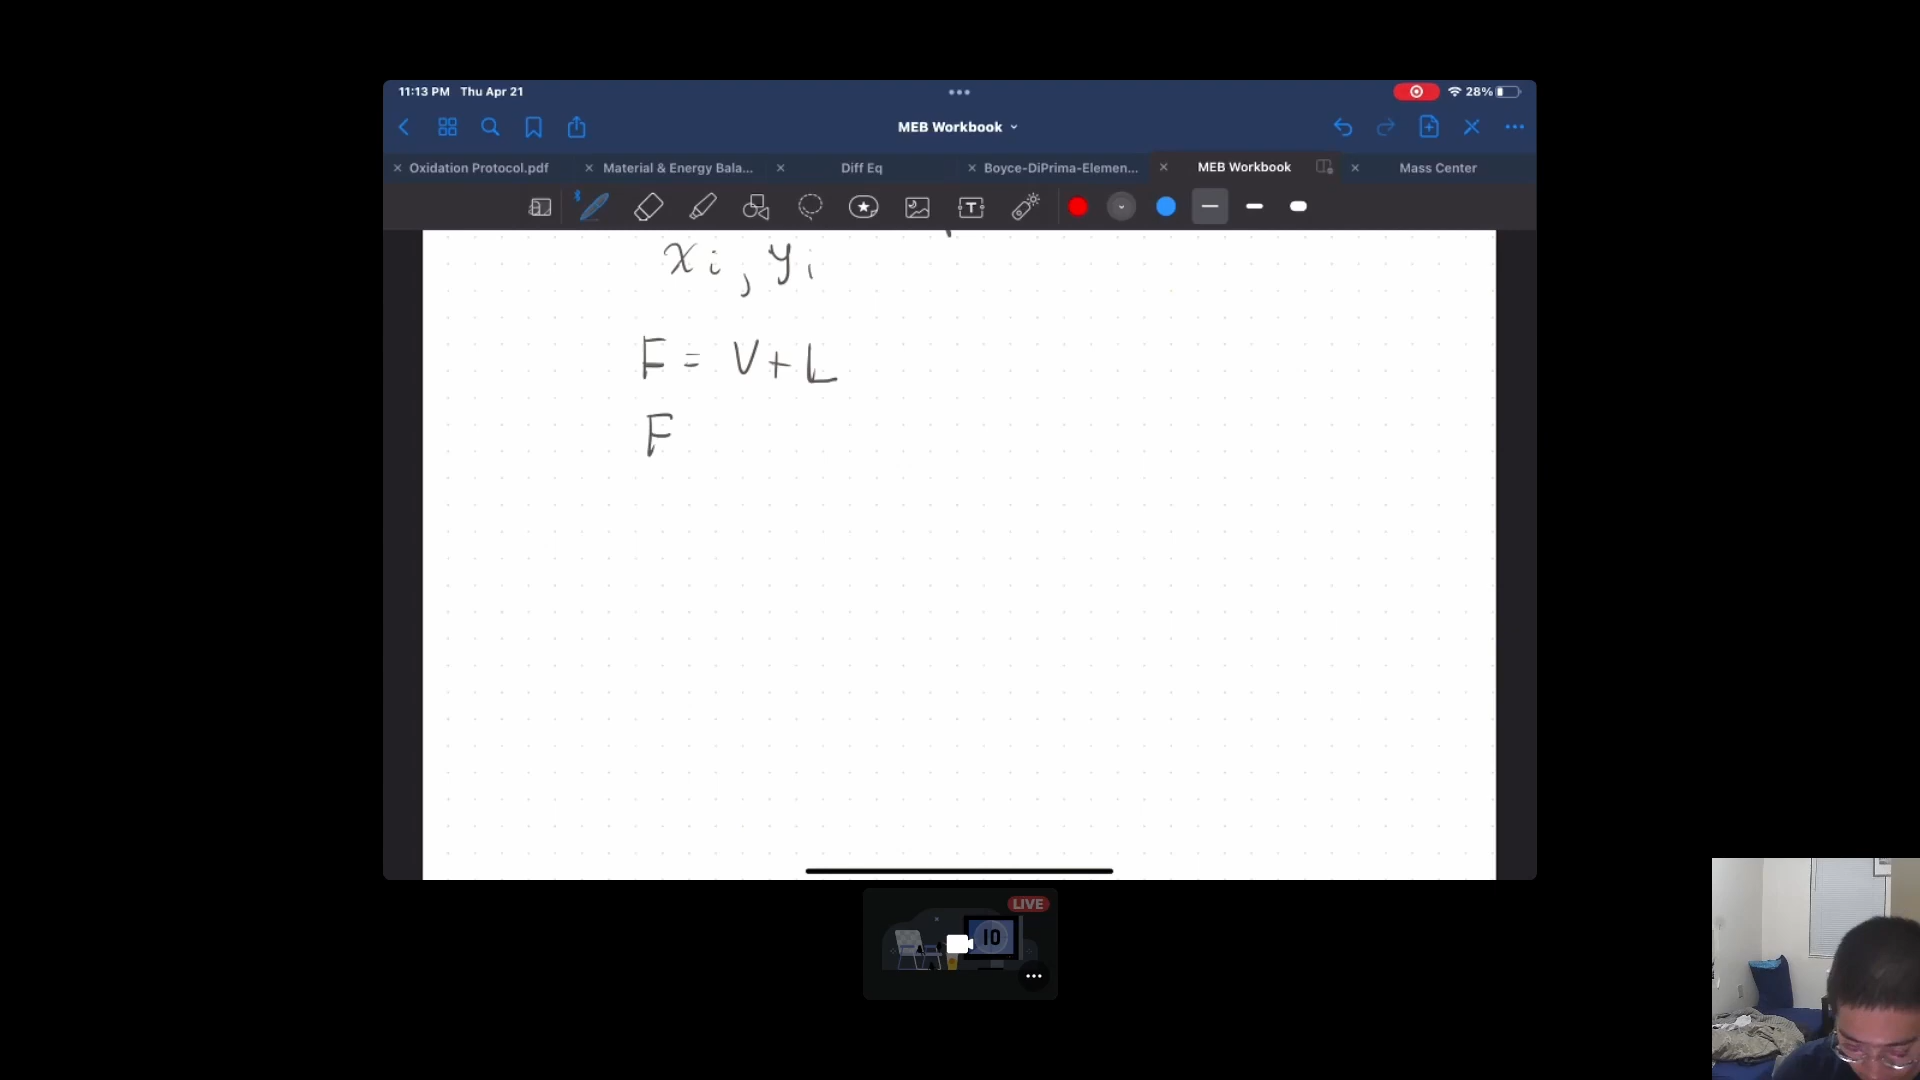 11:13 PM Thu Apr 21
28%
MEB Workbook
Oxidation Protocol.pdf
Material & Energy Bala...
Diff Eq
Boyce-DiPrima-Elemen...
MEB Workbook
Mass Center
T
xi, yi
F = V+L
F
LIVE
10